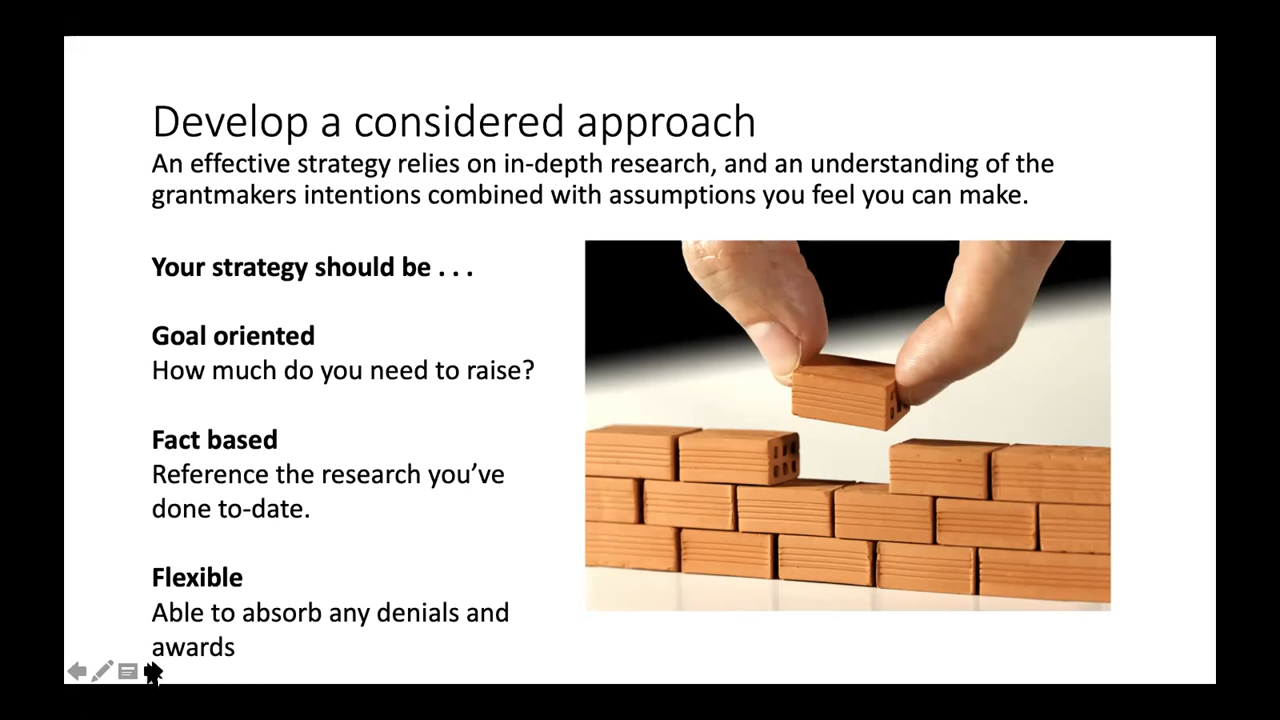 Develop a considered approach
An effective strategy relies on in-depth research, and an understanding of the
grantmakers intentions combined with assumptions you feel you can make.
Your strategy should be . . .
Goal oriented
How much do you need to raise?
Fact based
Reference the research you’ve
done to-date.
Flexible
Able to absorb any denials and
awards